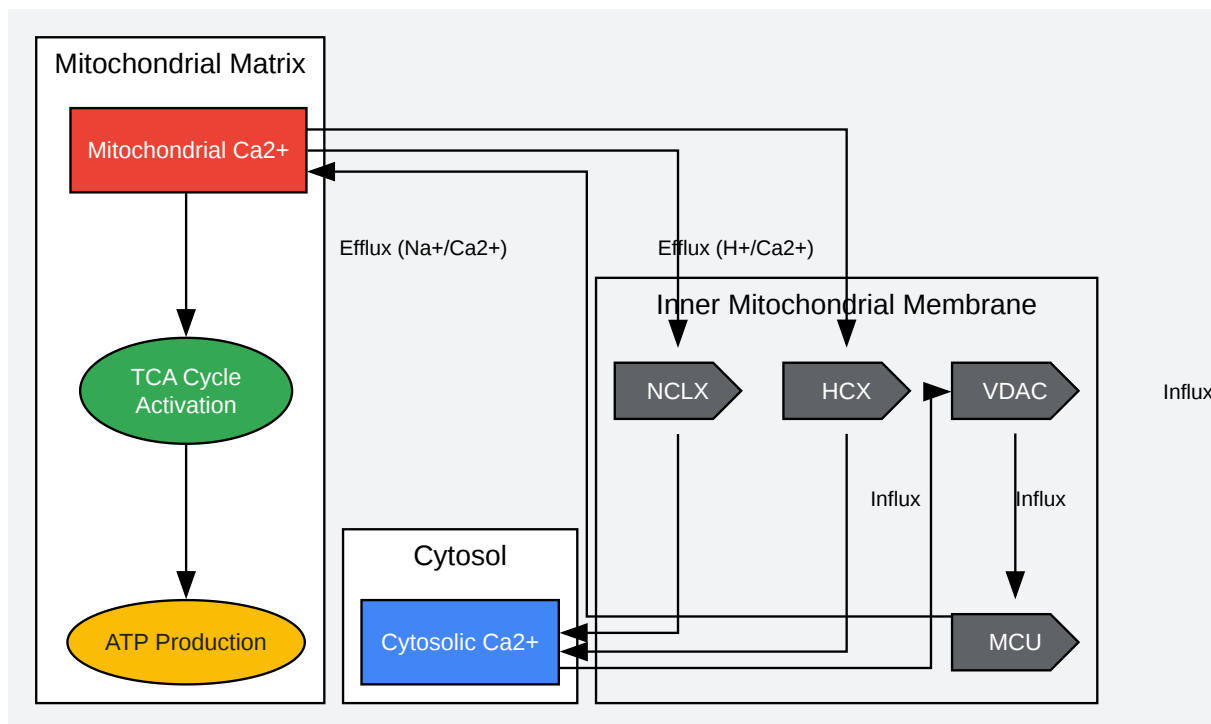 Mitochondrial Matrix
Mitochondrial Ca2+
Efflux (Na+/Ca2+)
Efflux (H+/Ca2+)
Inner Mitochondrial Membrane
TCA Cycle
Activation
NCLX
HCX
VDAC
Influx
Influx
Influx
Cytosol
ATP Production
Cytosolic Ca2+
MCU